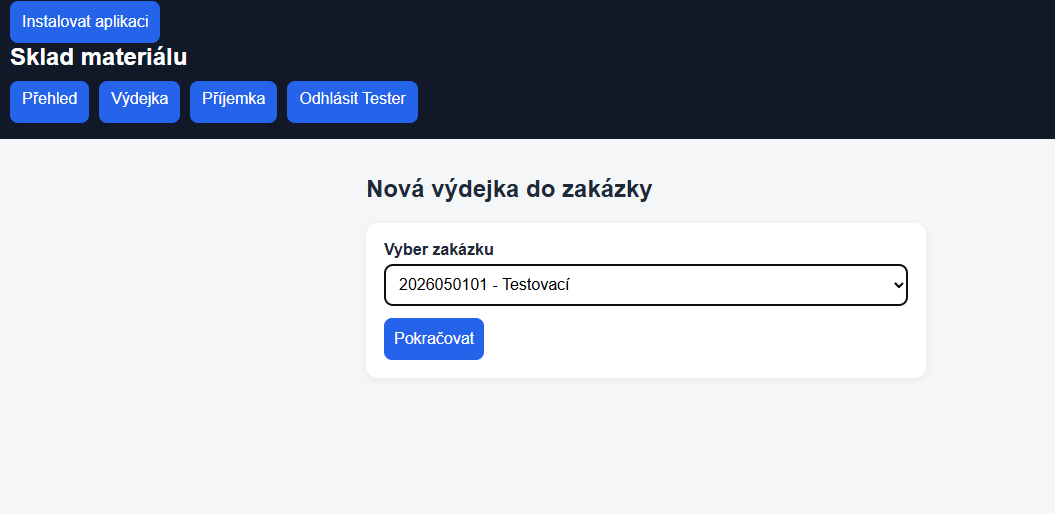 Instalovat aplikaci
Sklad materiálu
Přehled Výdejka Příjemka Odhlásit Tester
Nová výdejka do zakázky
Vyber zakázku
2026050101 - Testovací
Pokračovat